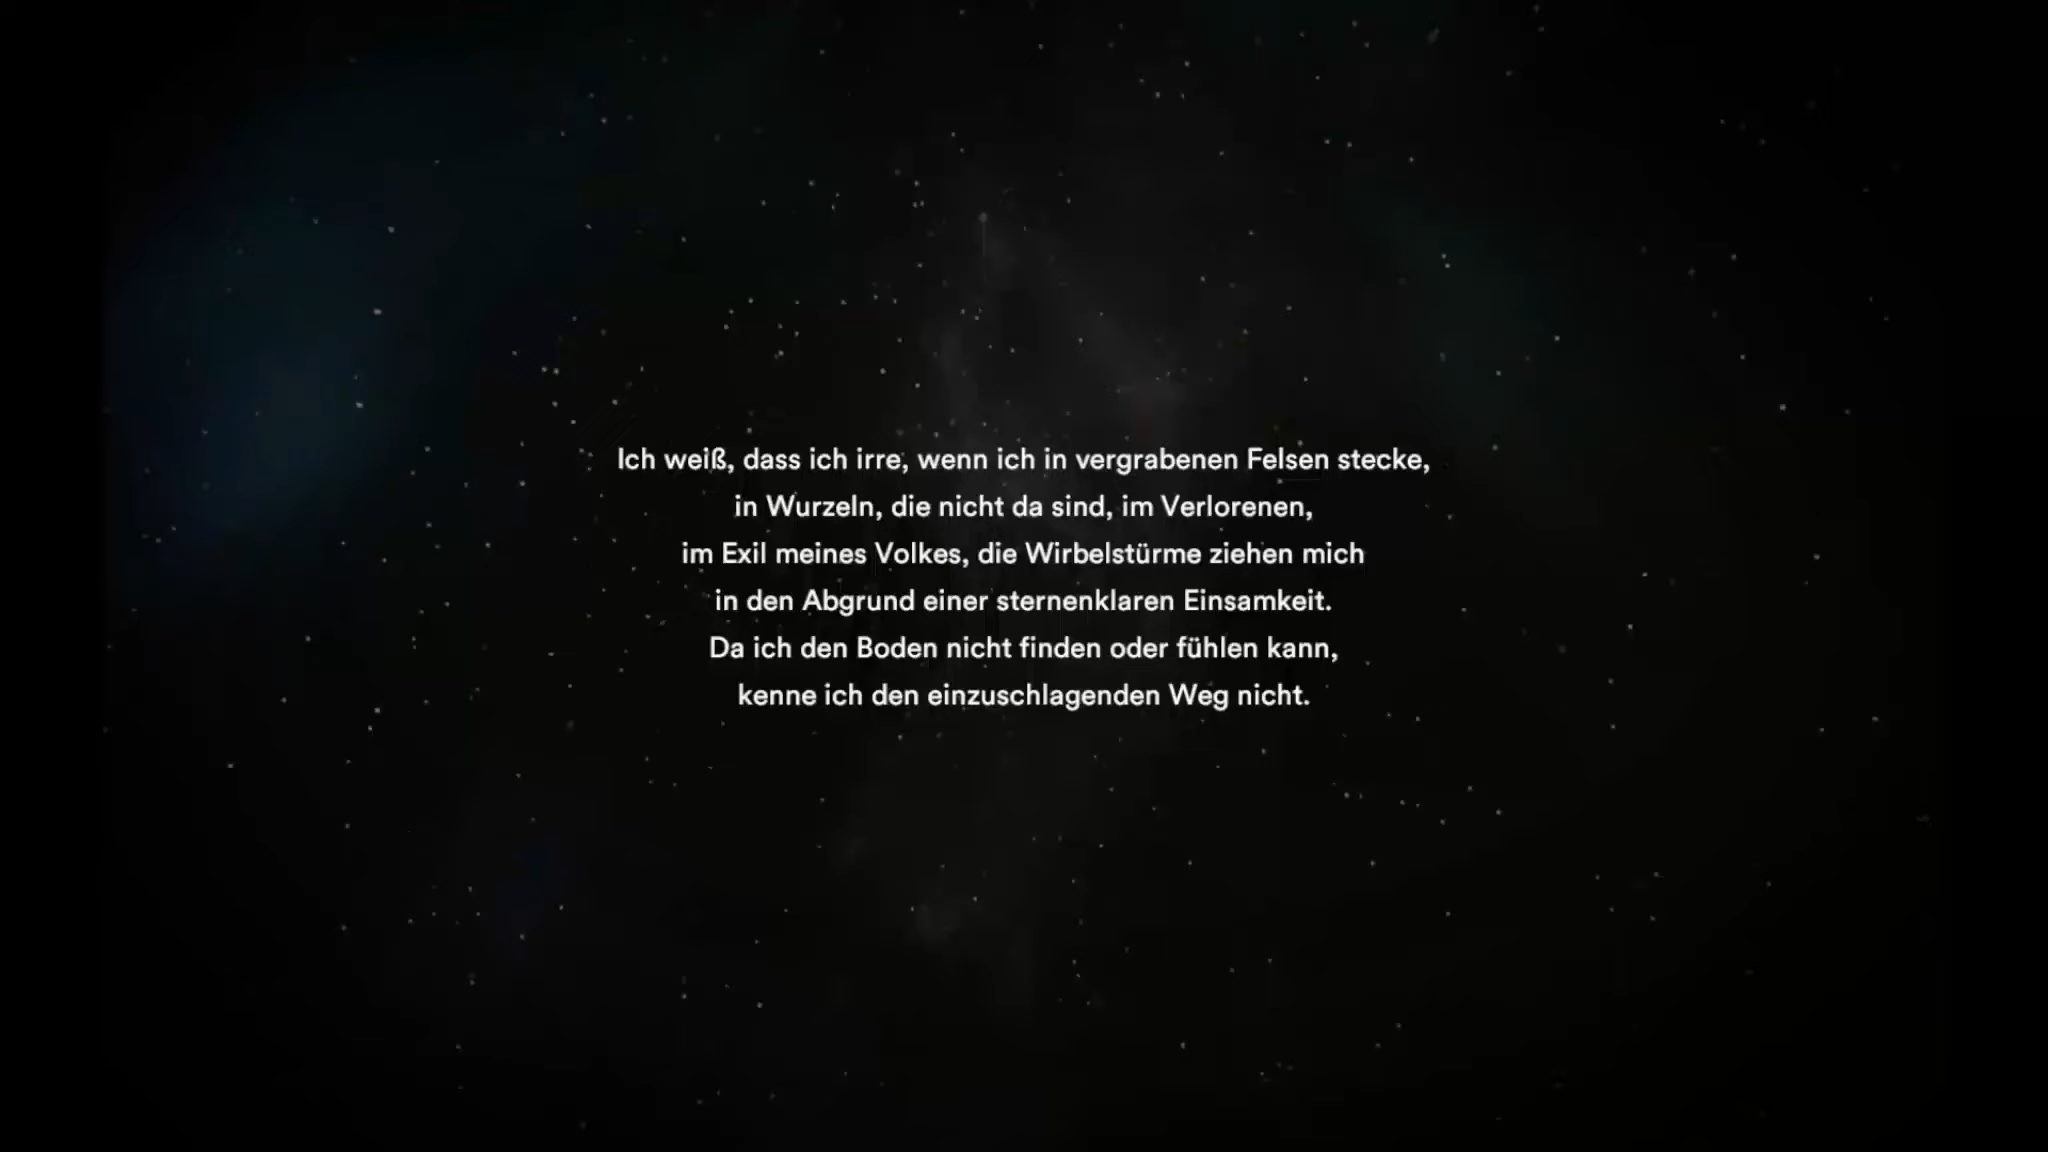 Ich weiß, dass ich irre, wenn ich in vergrabenen Felsen stecke,
in Wurzeln, die nicht da sind, im Verlorenen,
im Exil meines Volkes, die Wirbelstürme ziehen mich
in den Abgrund einer sternenklaren Einsamkeit.
Da ich den Boden nicht finden oder fühlen kann,
kenne ich den einzuschlagenden Weg nicht.